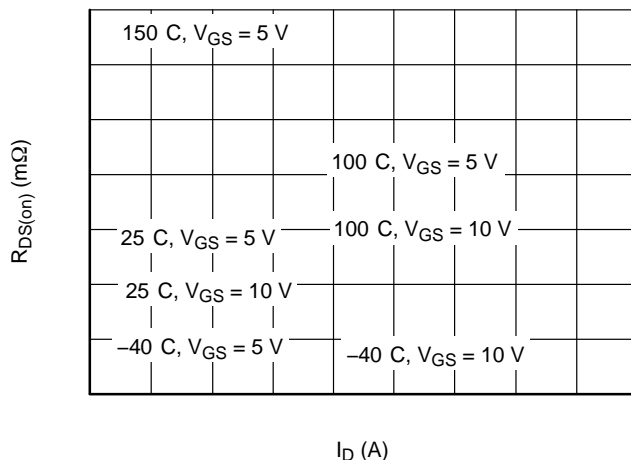 150 C, VGS = 5 V
100 C, VGS = 5 V
25 C, VGS = 5 V
100 C, VGS = 10 V
25 C, VGS = 10 V
–40 C, VGS = 5 V
–40 C, VGS = 10 V
RDS(on) (mΩ)
ID (A)